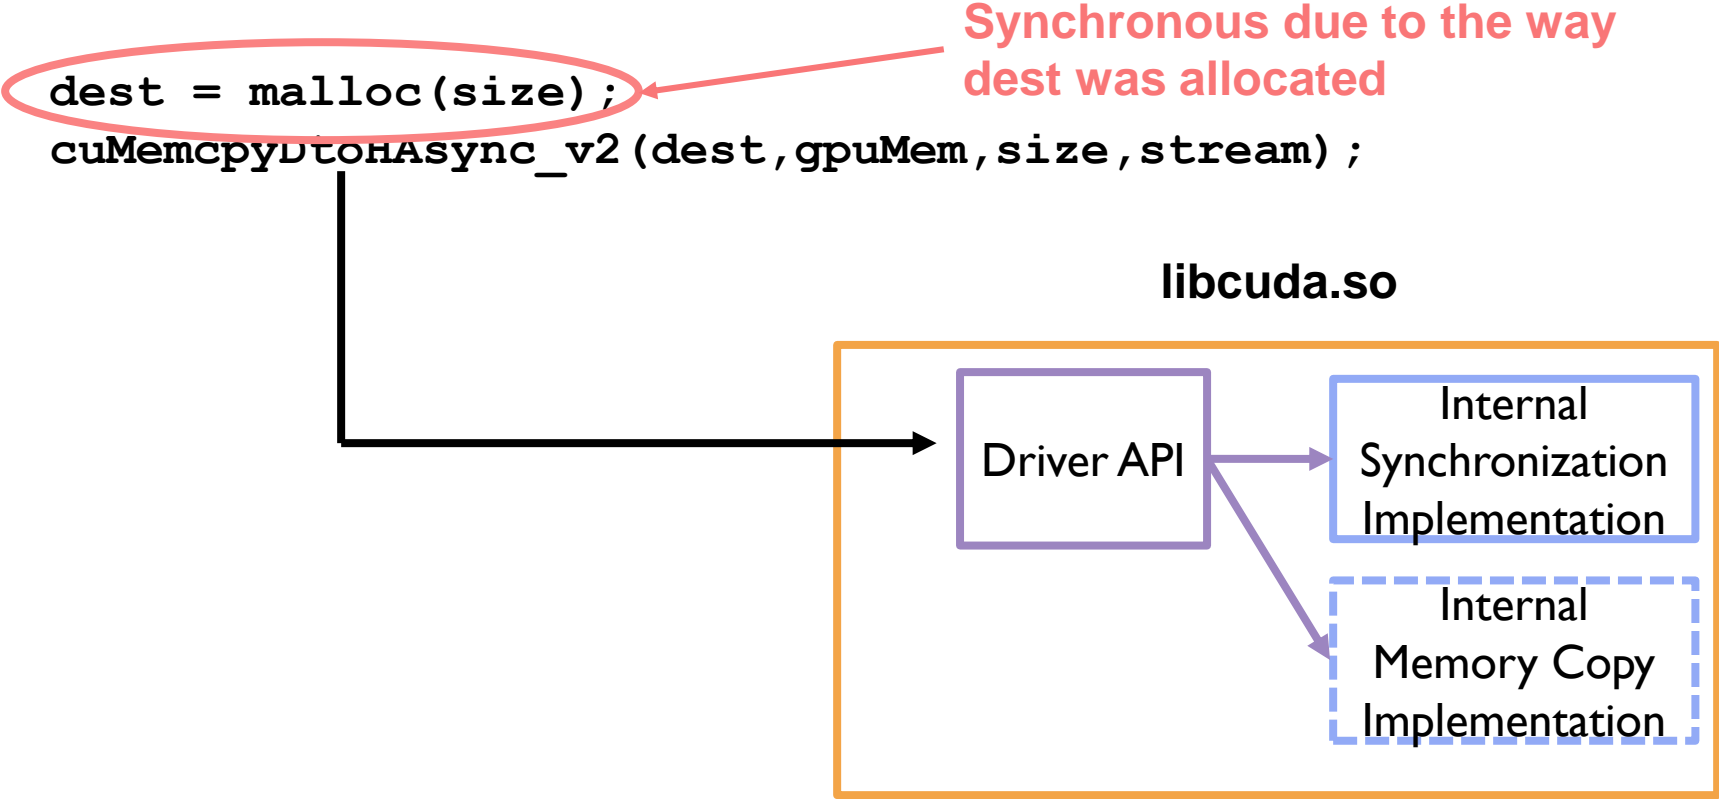 Synchronous due to the way
dest was allocated
dest = malloc(size);
cuMemcpyDtoHAsync_v2(dest,gpuMem,size,stream);
libcuda.so
Driver API
Internal
Synchronization
Implementation
Internal
Memory Copy
Implementation